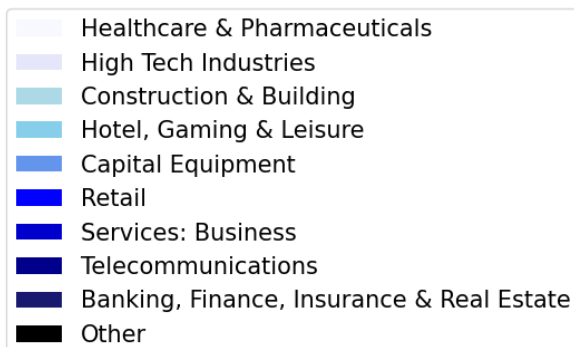 Healthcare & Pharmaceuticals
High Tech Industries
Construction & Building
Hotel, Gaming & Leisure
Capital Equipment
Retail
Services: Business
Telecommunications
Banking, Finance, Insurance & Real Estate
Other